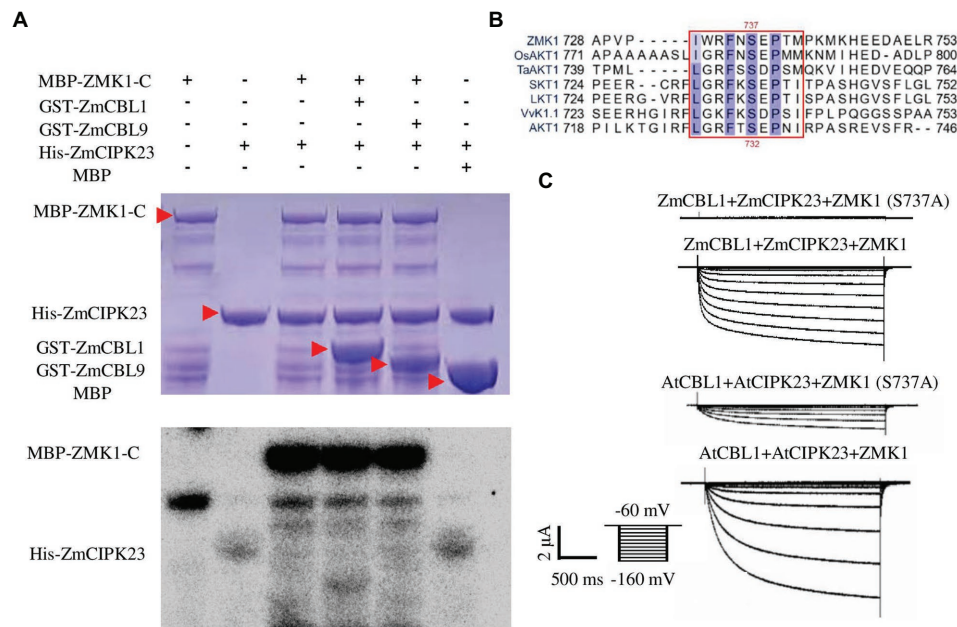 A
MBP-ZMK1-C + - + + + -
GST-ZmCBL1 - - - + - -
GST-ZmCBL9 - - - - + -
His-ZmCIPK23 - + + + + +
MBP - - - - - +
MBP-ZMK1-C
His-ZmCIPK23
GST-ZmCBL1
GST-ZmCBL9
MBP
MBP-ZMK1-C
His-ZmCIPK23
B
737
ZMK1 728 APVP-----IWRFNSEPTMPKMKHEEDAELR 753
OsAKT1 771 APAAAASLIGRFNSEPMMKNMIHED-ADLP 800
TaAKT1 739 TPML-----LGRFSSDPSMQKVIHEDVEQQP 764
SKT1 724 PEER--CRFLGKFKSEPTITPASHGVSFLGL 752
LKT1 724 PEERG-VRFLGKFKSEPTIIPASHGVSFLGL 753
VvK1.1 723 SEERHGIRFLGKFKSDPSIFPLPQGGSSPAA 753
AKT1 718 PILKTGIRFLGRFTSEPNIRPASREVSFR-- 746
732
C
ZmCBL1+ZmCIPK23+ZMK1 (S737A)
ZmCBL1+ZmCIPK23+ZMK1
AtCBL1+AtCIPK23+ZMK1 (S737A)
AtCBL1+AtCIPK23+ZMK1
2 μA
500 ms
-60 mV
-160 mV